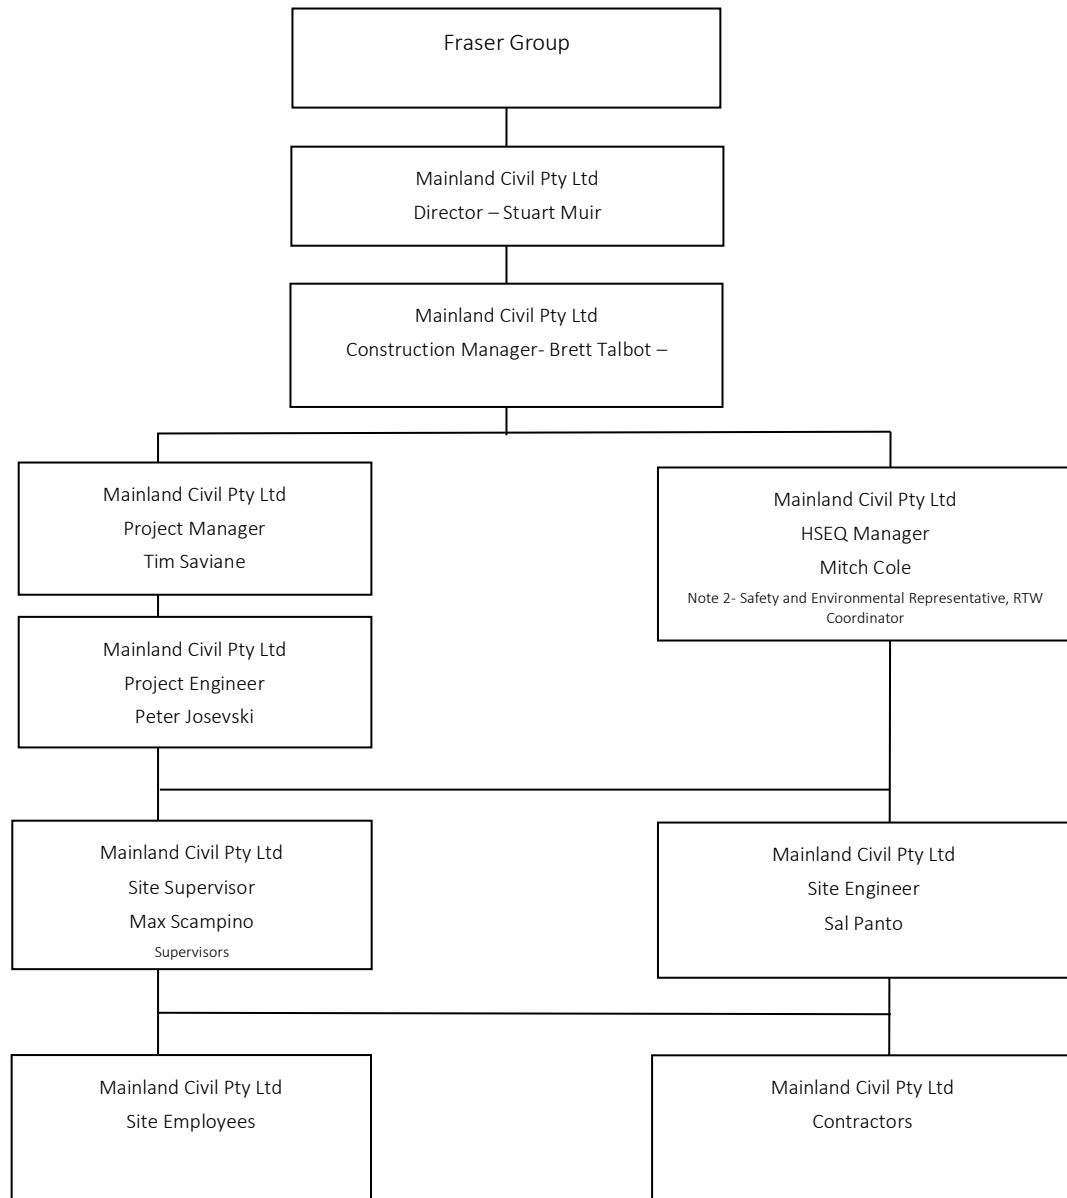 Fraser Group
Mainland Civil Pty Ltd
Director – Stuart Muir
Mainland Civil Pty Ltd
Construction Manager- Brett Talbot –
Mainland Civil Pty Ltd
Project Manager
Tim Saviane
Mainland Civil Pty Ltd
HSEQ Manager
Mitch Cole
Note 2- Safety and Environmental Representative, RTW
Coordinator
Mainland Civil Pty Ltd
Project Engineer
Peter Josevski
Mainland Civil Pty Ltd
Site Supervisor
Max Scampino
Supervisors
Mainland Civil Pty Ltd
Site Engineer
Sal Panto
Mainland Civil Pty Ltd
Site Employees
Mainland Civil Pty Ltd
Contractors